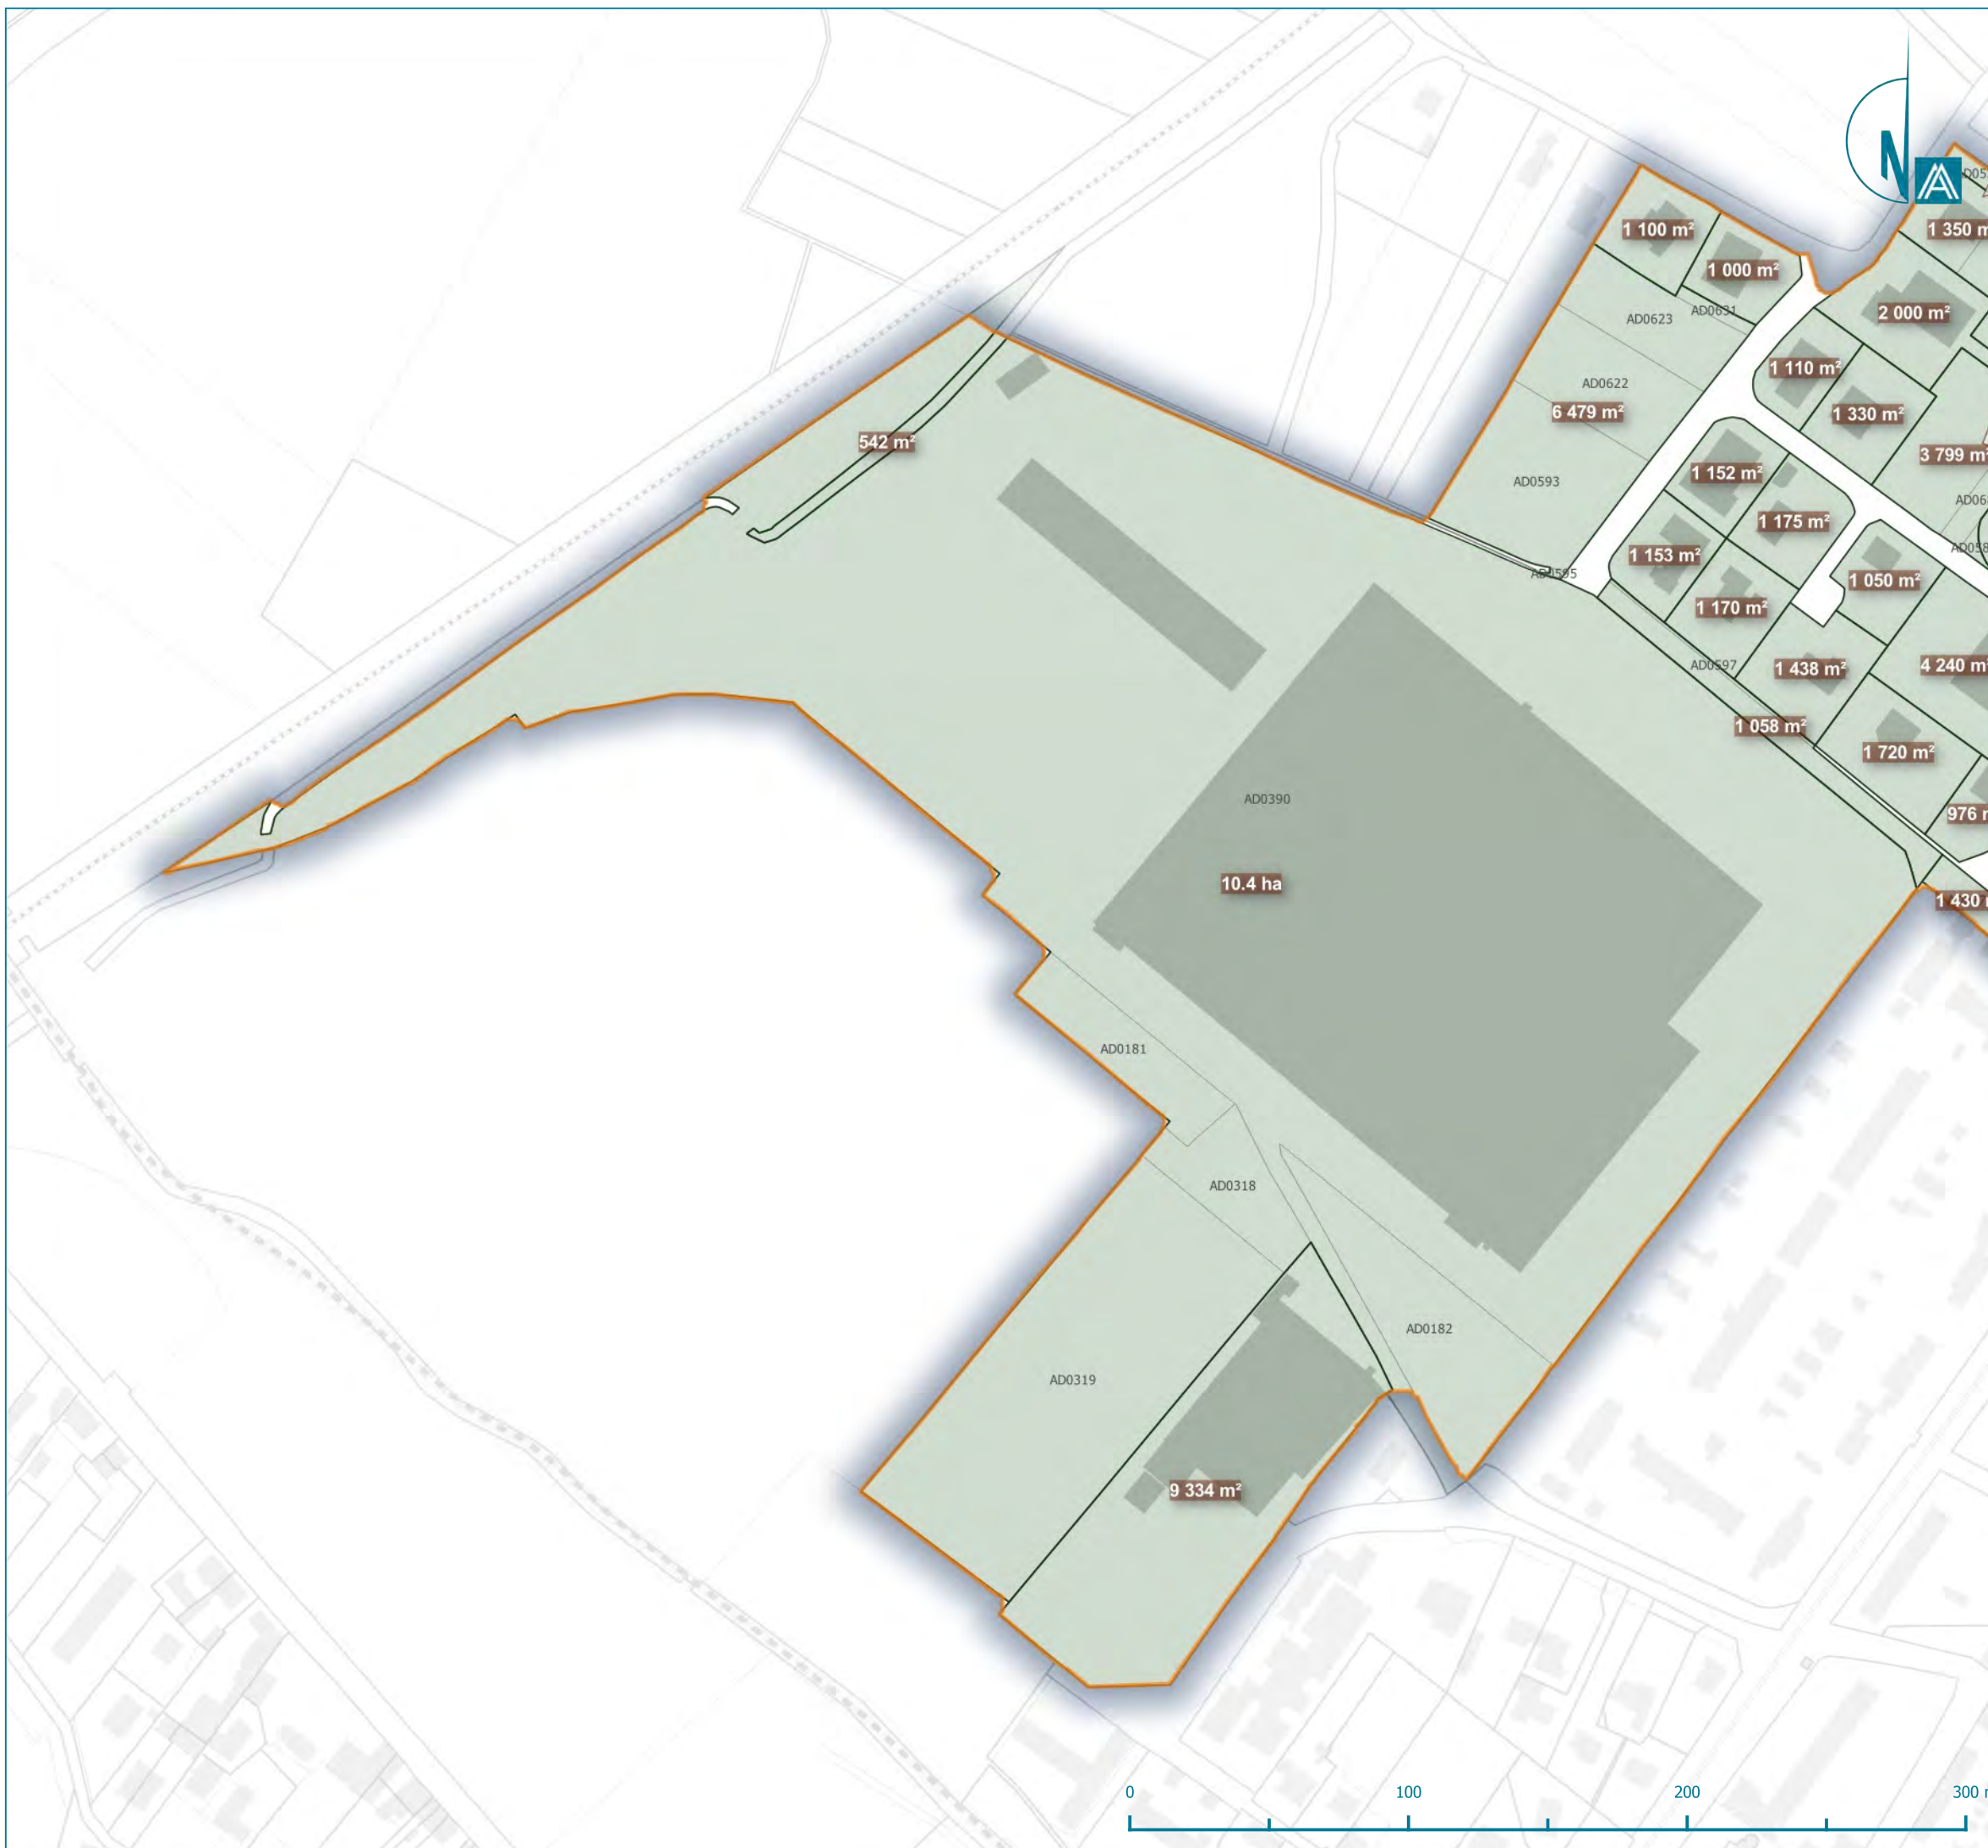 N
1 100 m²
1 350 m
1 000 m²
AD0631
AD0623
2 000 m²
1 110 m²
AD0622
6 479 m²
1 330 m²
542 m²
3 799 m²
1 152 m²
AD0593
1 175 m²
1 153 m²
AD0595
1 050 m²
1 170 m²
AD0597
1 438 m²
4 240 m²
1 058 m²
1 720 m²
AD0390
976 m
10.4 ha
1 430
AD0181
AD0318
AD0182
AD0319
9 334 m²
0 100 200 300